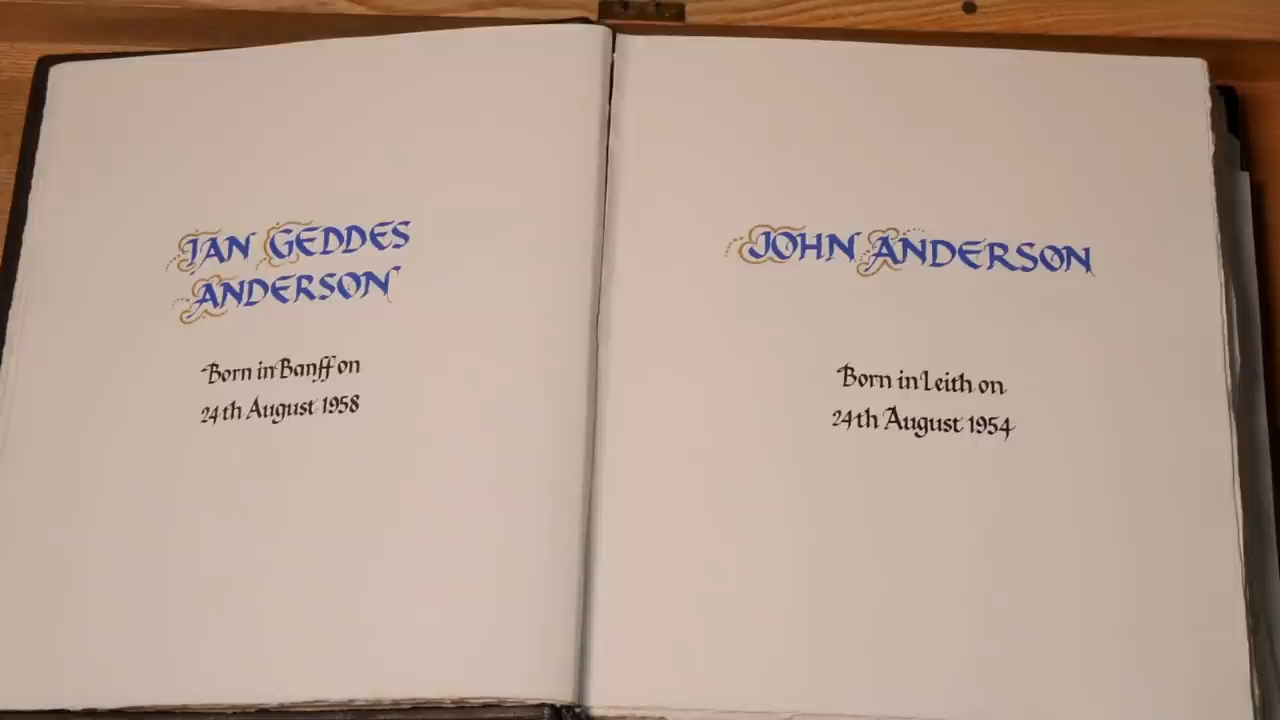 IAN GEDDES
ANDERSON
Born in Banff on
24th August 1958
JOHN ANDERSON
Born in Leith on
24th August 1954